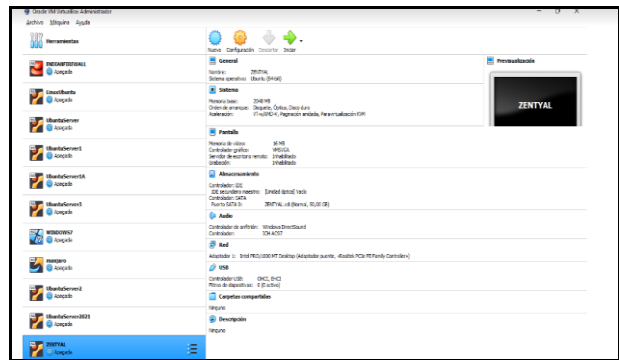 Oracle VM VirtualBox Administrador
Archivo Máquina Ayuda
Herramientas
Nueva Configuración Descartar Iniciar
ENDIANFIREWALL
Apagada
LinuxUbuntu
Apagada
UbuntuServer
Apagada
UbuntuServer1
Apagada
UbuntuServer1A
Apagada
UbuntuServer3
Apagada
WINDOWS7
Apagada
manjaro
Apagada
UbuntuServer2
Apagada
UbuntuServer2021
Apagada
ZENTYAL
Apagada
General
Nombre: ZENTYAL
Sistema operativo: Ubuntu (64-bit)
Sistema
Memoria base: 2048 MB
Orden de arranque: Disquete, Óptica, Disco duro
Aceleración: VT-x/AMD-V, Paginación anidada, Paravirtualización KVM
Pantalla
Memoria de vídeo: 16 MB
Controlador gráfico: VMSVGA
Servidor de escritorio remoto: Inhabilitado
Grabación: Inhabilitado
Almacenamiento
Controlador: IDE
IDE secundario maestro: [Unidad óptica] Vacío
Controlador: SATA
Puerto SATA 0: ZENTYAL.vdi (Normal, 50,00 GB)
Audio
Controlador de anfitrión: Windows DirectSound
Controlador: ICH AC97
Red
Adaptador 1: Intel PRO/1000 MT Desktop (Adaptador puente, «Realtek PCIe FE Family Controller»)
USB
Controlador USB: OHCI, EHCI
Filtros de dispositivos: 0 (0 activo)
Carpetas compartidas
Ninguno
Descripción
Ninguno
Previsualización
ZENTYAL